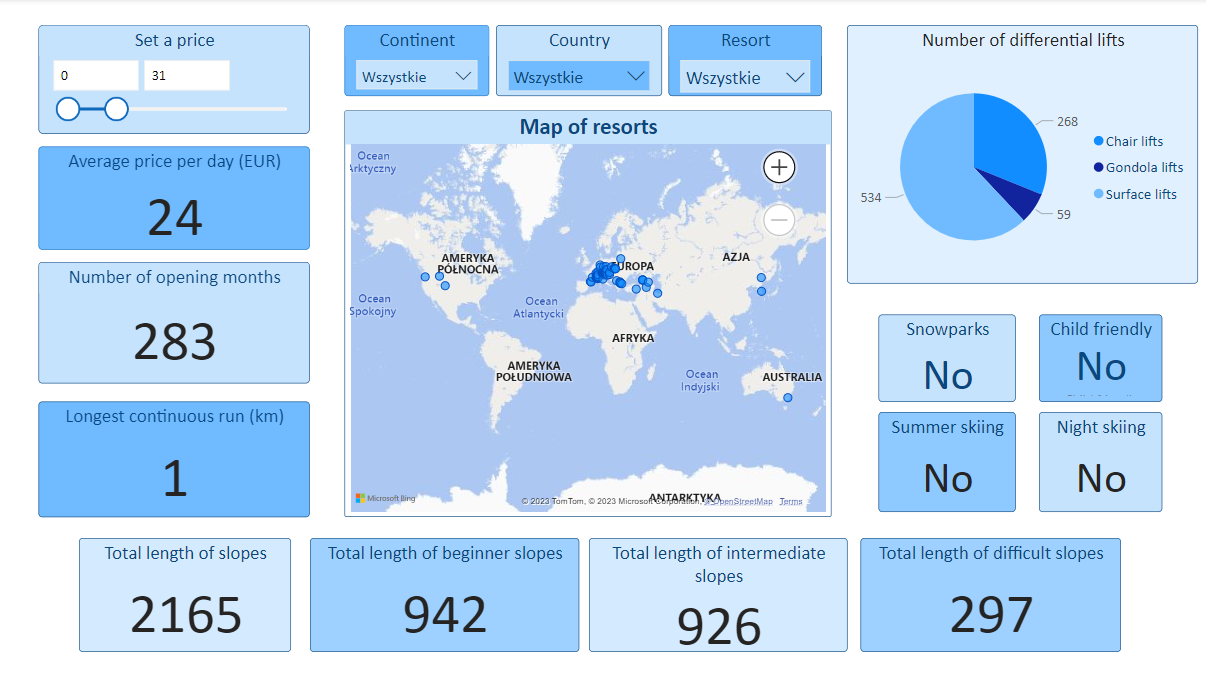 Set a price
0
31
Continent
Wszystkie
Country
Wszystkie
Resort
Wszystkie
Number of differential lifts
268
534
59
Chair lifts
Gondola lifts
Surface lifts
Average price per day (EUR)
24
Number of opening months
283
Longest continuous run (km)
1
Map of resorts
Ocean
Arktyczny
AMERYKA
PÓŁNOCNA
EUROPA
AZJA
Ocean
Spokojny
Ocean
Atlantycki
AFRYKA
AMERYKA
POŁUDNIOWA
Ocean
Indyjski
AUSTRALIA
ANTARKTYKA
Microsoft Bing
© 2023 TomTom, © 2023 Microsoft Corporation, © OpenStreetMap Terms
Snowparks
No
Child friendly
No
Summer skiing
No
Night skiing
No
Total length of slopes
2165
Total length of beginner slopes
942
Total length of intermediate
slopes
926
Total length of difficult slopes
297